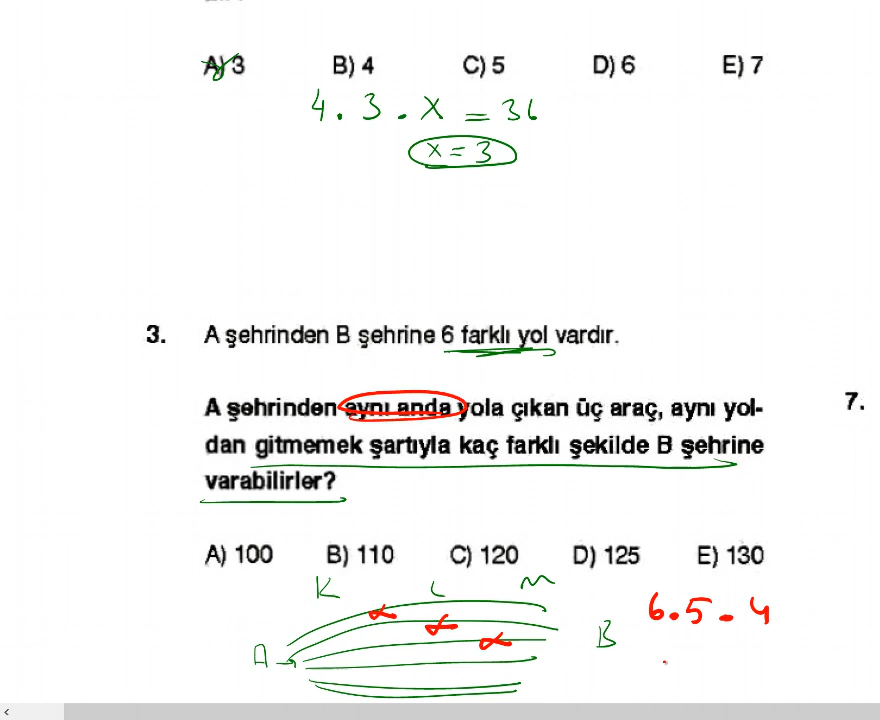 A) 3 B) 4 C) 5 D) 6 E) 7
4 . 3 . x = 36
x = 3
3. A şehrinden B şehrine 6 farklı yol vardır.
A şehrinden aynı anda yola çıkan üç araç, aynı yol-
dan gitmemek şartıyla kaç farklı şekilde B şehrine
varabilirler?
7.
A) 100 B) 110 C) 120 D) 125 E) 130
K L M
6.5.4
A B